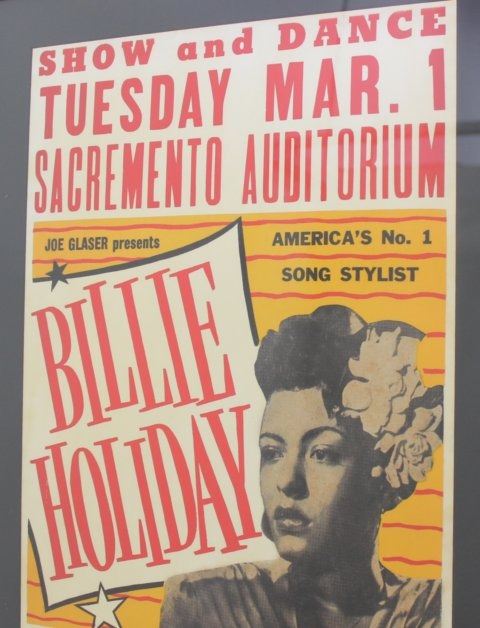 SHOW and DANCE
TUESDAY MAR. 1
SACREMENTO AUDITORIUM
JOE GLASER presents
AMERICA'S No. 1
SONG STYLIST
BILLIE
HOLIDAY